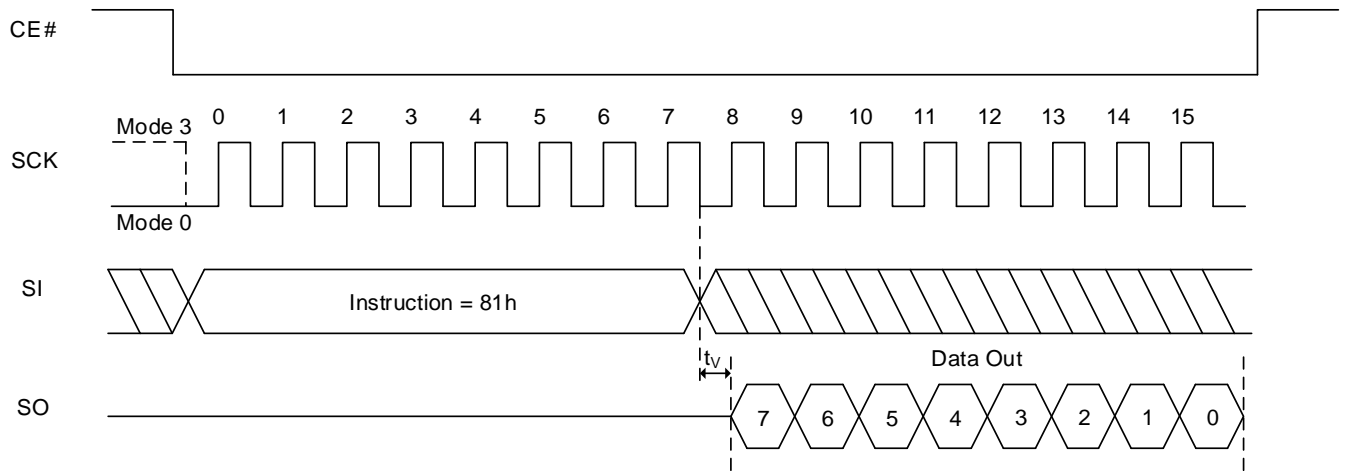 CE#
Mode 3
0 1 2 3 4 5 6 7 8 9 10 11 12 13 14 15
SCK
Mode 0
SI
Instruction = 81h
tV
Data Out
SO
7 6 5 4 3 2 1 0